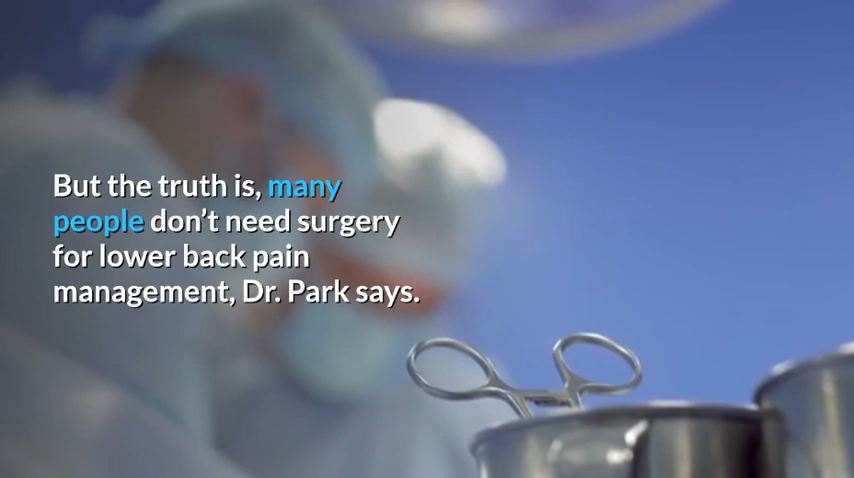 But the truth is, many
people don’t need surgery
for lower back pain
management, Dr. Park says.